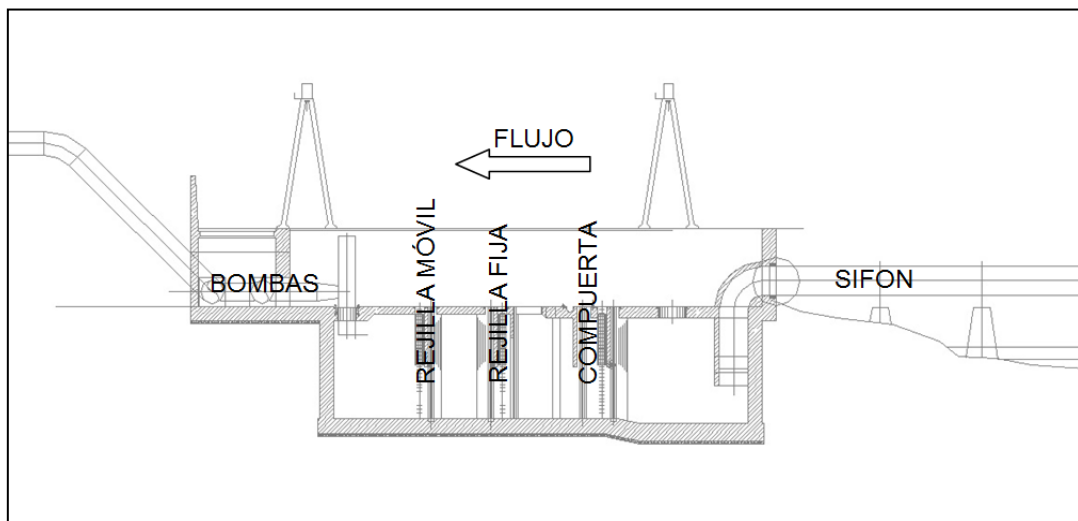 FLUJO
BOMBAS
REJILLA MÓVIL
REJILLA FIJA
COMPUERTA
SIFON